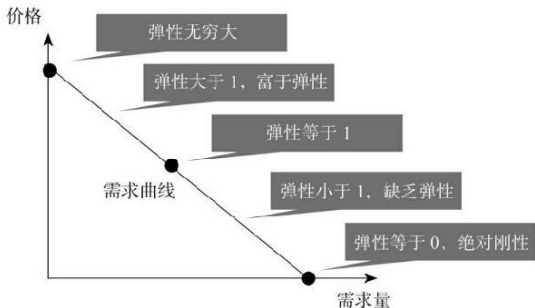 价格
弹性无穷大
弹性大于 1，富于弹性
弹性等于 1
需求曲线
弹性小于 1，缺乏弹性
弹性等于 0，绝对刚性
需求量